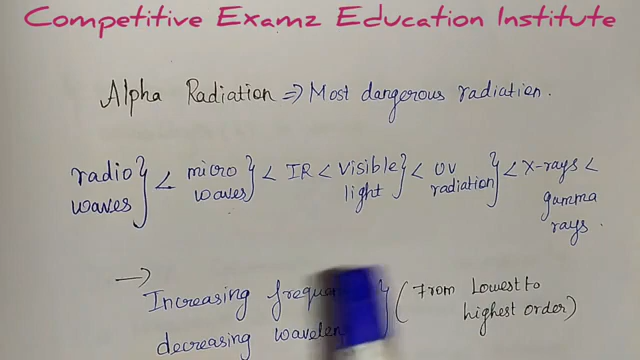 Competitive Examz Education Institute
Alpha Radiation => Most dangerous radiation.
radio waves } < micro waves } < IR < visible light } < UV radiation } < X-rays < gamma rays.
→ Increasing
decreasing
(From Lowest to highest order)